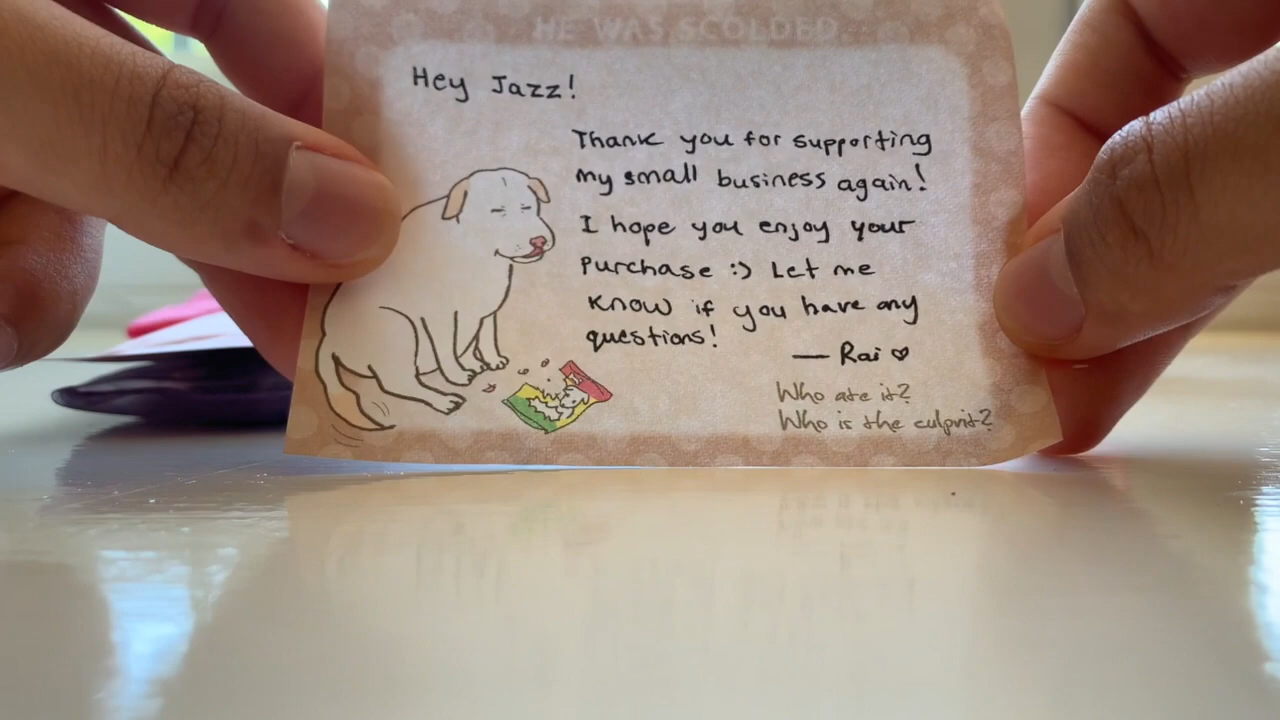 HE WAS SCOLDED
Hey Jazz!
Thank you for supporting
my small business again!
I hope you enjoy your
purchase :) Let me
know if you have any
questions!
— Rai ♡
Who ate it?
Who is the culprit?